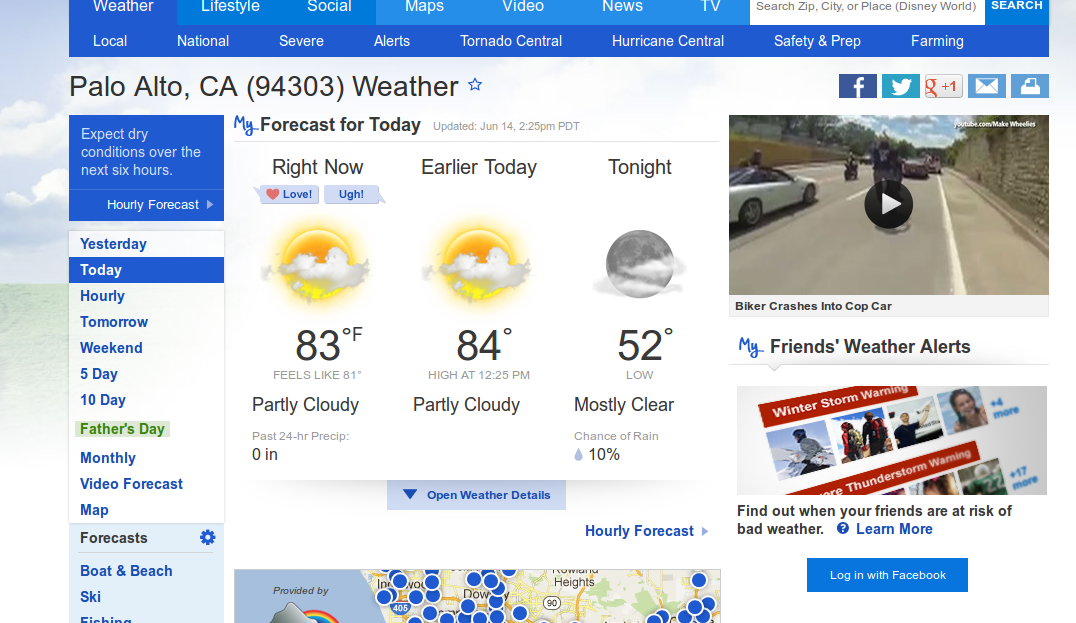 Weather Lifestyle Social Maps Video News TV Search Zip, City, or Place (Disney World) SEARCH
Local National Severe Alerts Tornado Central Hurricane Central Safety & Prep Farming
Palo Alto, CA (94303) Weather
g +1
Expect dry
conditions over the
next six hours.
Hourly Forecast
Yesterday
Today
Hourly
Tomorrow
Weekend
5 Day
10 Day
Father's Day
Monthly
Video Forecast
Map
Forecasts
Boat & Beach
Ski
Fishing
My Forecast for Today Updated: Jun 14, 2:25pm PDT
Right Now Earlier Today Tonight
Love! Ugh!
83°F 84° 52°
FEELS LIKE 81° HIGH AT 12:25 PM LOW
Partly Cloudy Partly Cloudy Mostly Clear
Past 24-hr Precip: Chance of Rain
0 in 10%
Open Weather Details
Hourly Forecast
Provided by
405
90
Heights
youtube.com/Make Wheelies
Biker Crashes Into Cop Car
My Friends' Weather Alerts
Winter Storm Warning
+4
more
Thunderstorm Warning
+17
more
Find out when your friends are at risk of
bad weather. ? Learn More
Log in with Facebook